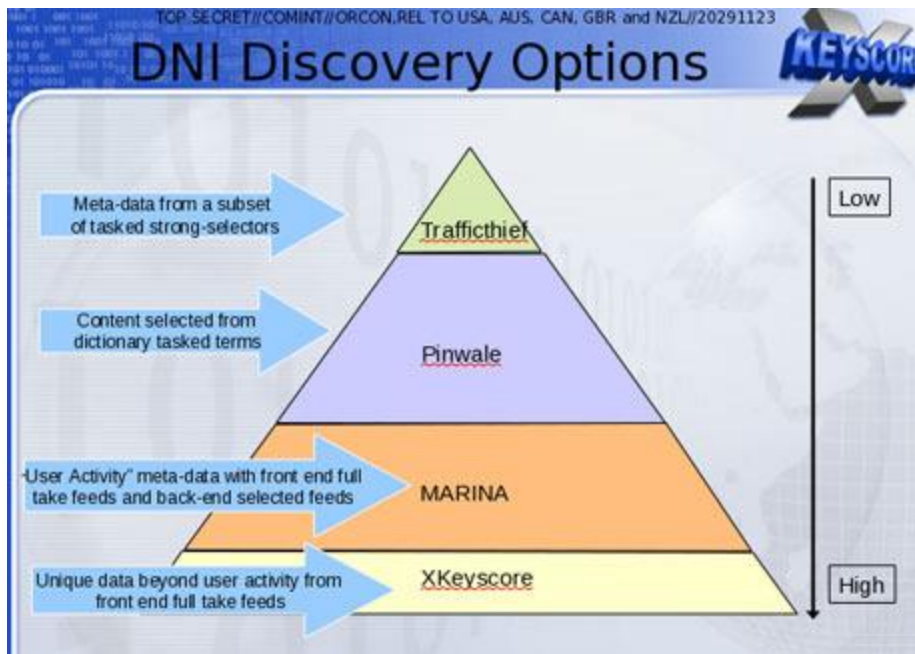 TOP SECRET//COMINT//ORCON,REL TO USA, AUS, CAN, GBR and NZL//20291123
DNI Discovery Options
KEYSCOR
X
Meta-data from a subset
of tasked strong-selectors
Trafficthief
Low
Content selected from
dictionary tasked terms
Pinwale
User Activity” meta-data with front end full
take feeds and back-end selected feeds
MARINA
Unique data beyond user activity from
front end full take feeds
XKeyscore
High